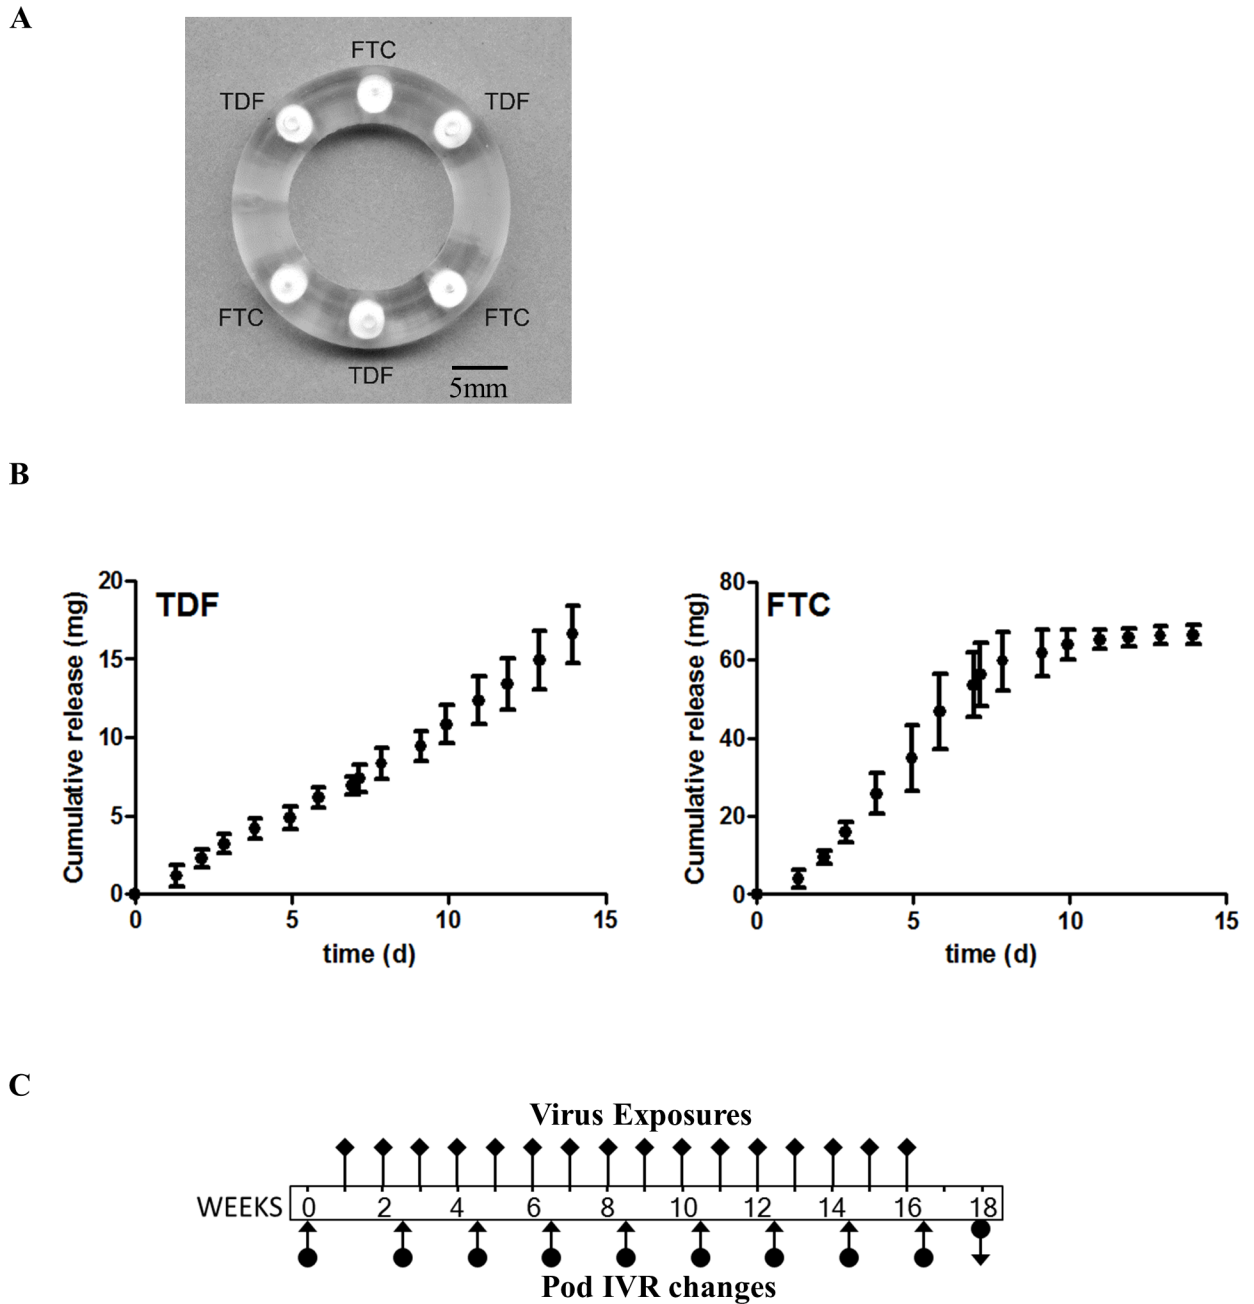 A
FTC
TDF TDF
FTC FTC
TDF
5mm
B
TDF
Cumulative release (mg)
20
15
10
5
0
0 5 10 15
time (d)
FTC
Cumulative release (mg)
80
60
40
20
0
0 5 10 15
time (d)
C
Virus Exposures
WEEKS 0 2 4 6 8 10 12 14 16 18
Pod IVR changes